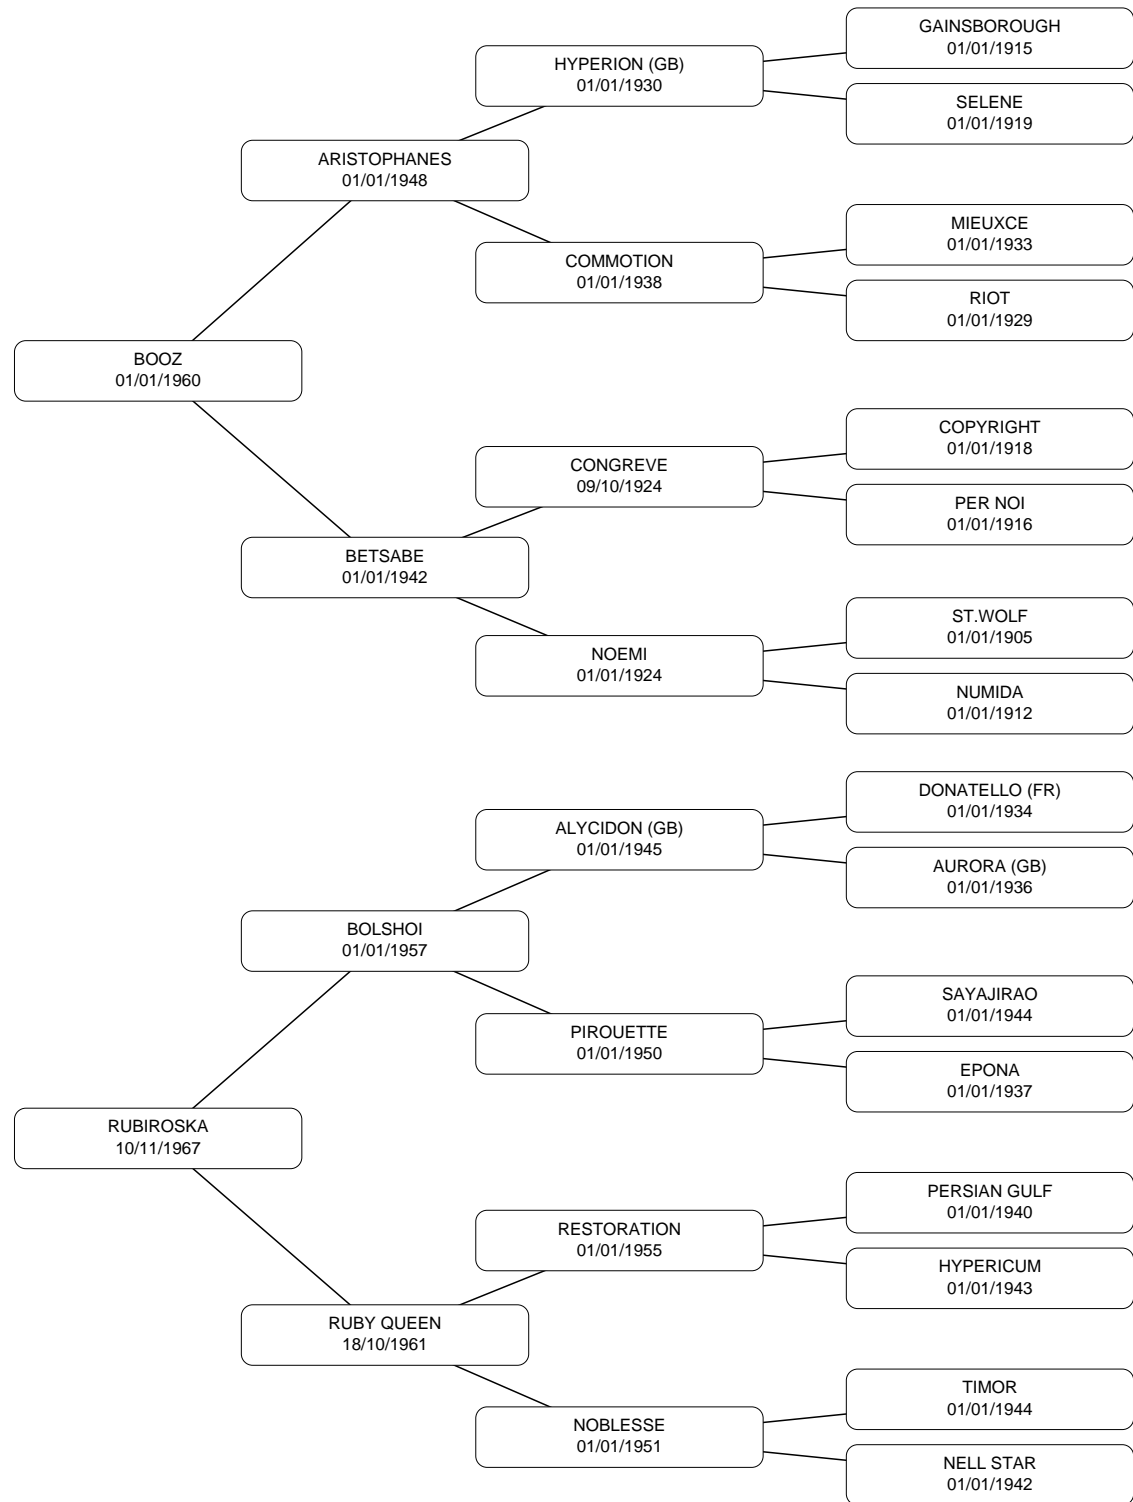 GAINSBOROUGH
01/01/1915
HYPERION (GB)
01/01/1930
SELENE
01/01/1919
ARISTOPHANES
01/01/1948
MIEUXCE
01/01/1933
COMMOTION
01/01/1938
RIOT
01/01/1929
BOOZ
01/01/1960
COPYRIGHT
01/01/1918
CONGREVE
09/10/1924
PER NOI
01/01/1916
BETSABE
01/01/1942
ST.WOLF
01/01/1905
NOEMI
01/01/1924
NUMIDA
01/01/1912
DONATELLO (FR)
01/01/1934
ALYCIDON (GB)
01/01/1945
AURORA (GB)
01/01/1936
BOLSHOI
01/01/1957
SAYAJIRAO
01/01/1944
PIROUETTE
01/01/1950
EPONA
01/01/1937
RUBIROSKA
10/11/1967
PERSIAN GULF
01/01/1940
RESTORATION
01/01/1955
HYPERICUM
01/01/1943
RUBY QUEEN
18/10/1961
TIMOR
01/01/1944
NOBLESSE
01/01/1951
NELL STAR
01/01/1942